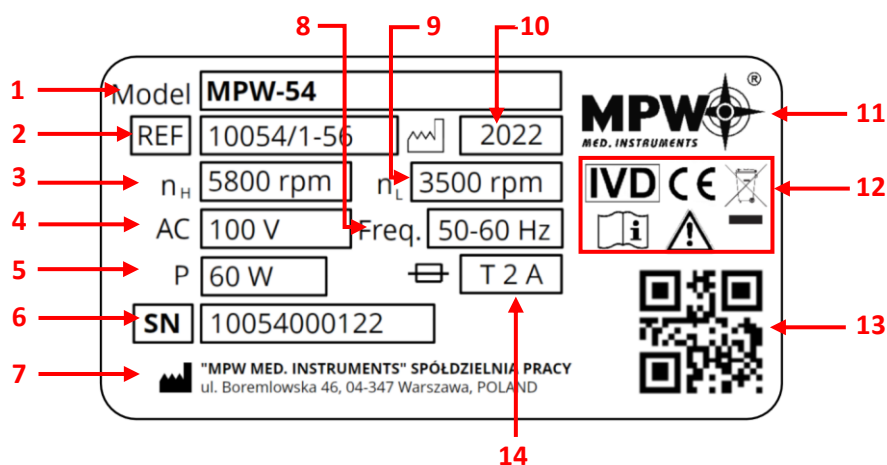 8 9 10
1 Model MPW-54 MPW ® 11
MED. INSTRUMENTS
2 REF 10054/1-56 2022
3 nH 5800 rpm nL 3500 rpm IVD CE 12
4 AC 100 V Freq. 50-60 Hz i !
5 P 60 W T 2 A
6 SN 10054000122 13
7 "MPW MED. INSTRUMENTS" SPÓŁDZIELNIA PRACY
ul. Boremlowska 46, 04-347 Warszawa, POLAND
14